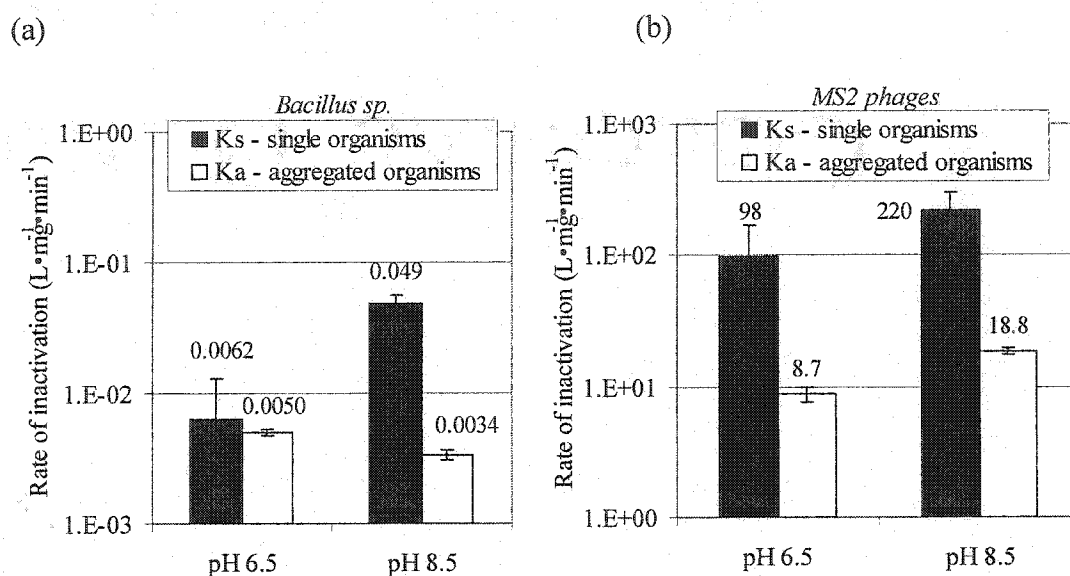 (a)
Bacillus sp.
Ks - single organisms
Ka - aggregated organisms
Rate of inactivation (L•mg⁻¹•min⁻¹)
1.E+00
1.E-01
1.E-02
1.E-03
0.0062
0.0050
0.049
0.0034
pH 6.5
pH 8.5
(b)
MS2 phages
Ks - single organisms
Ka - aggregated organisms
Rate of inactivation (L•mg⁻¹•min⁻¹)
1.E+03
1.E+02
1.E+01
1.E+00
98
8.7
220
18.8
pH 6.5
pH 8.5